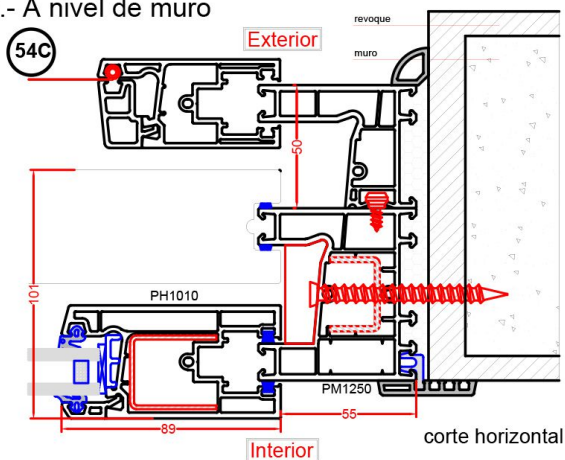 .- A nivel de muro
revoque
54C
Exterior
muro
50
101
PH1010
PM1250
55
89
corte horizontal
Interior